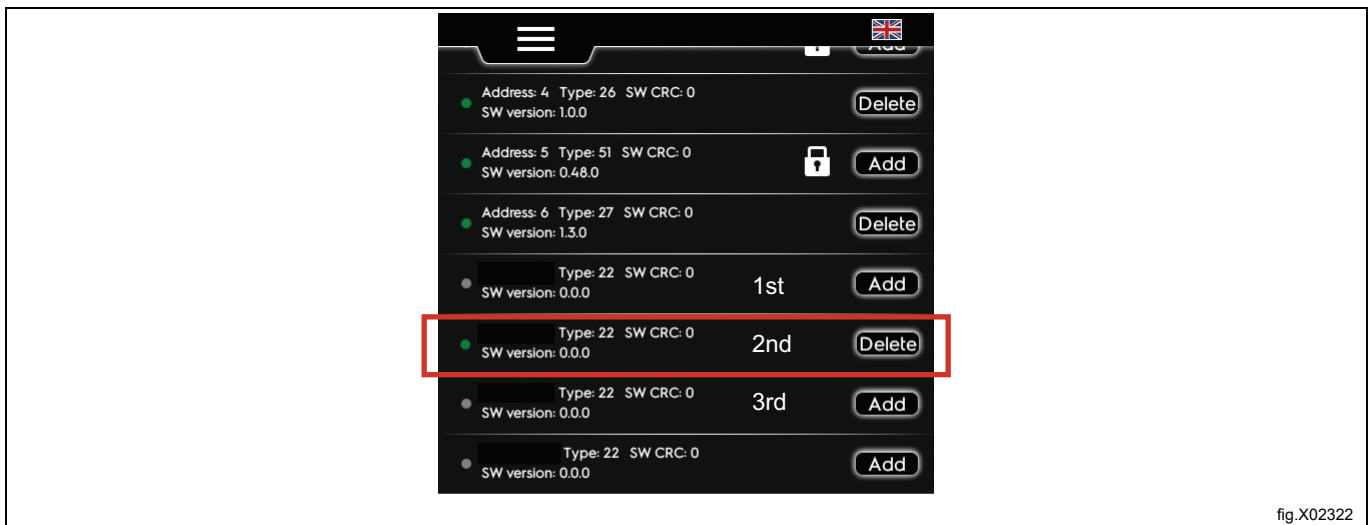 Address: 4 Type: 26 SW CRC: 0
Delete
SW version: 1.0.0
Address: 5 Type: 51 SW CRC: 0
Add
SW version: 0.48.0
Address: 6 Type: 27 SW CRC: 0
Delete
SW version: 1.3.0
Type: 22 SW CRC: 0
1st
Add
SW version: 0.0.0
Type: 22 SW CRC: 0
2nd
Delete
SW version: 0.0.0
Type: 22 SW CRC: 0
3rd
Add
SW version: 0.0.0
Type: 22 SW CRC: 0
Add
SW version: 0.0.0
fig.X02322